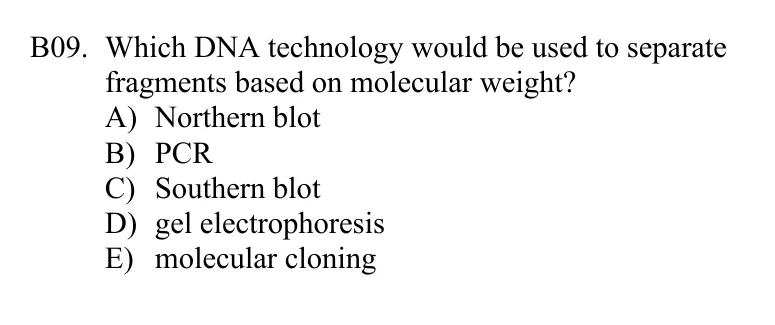 B09. Which DNA technology would be used to separate
fragments based on molecular weight?
A) Northern blot
B) PCR
C) Southern blot
D) gel electrophoresis
E) molecular cloning